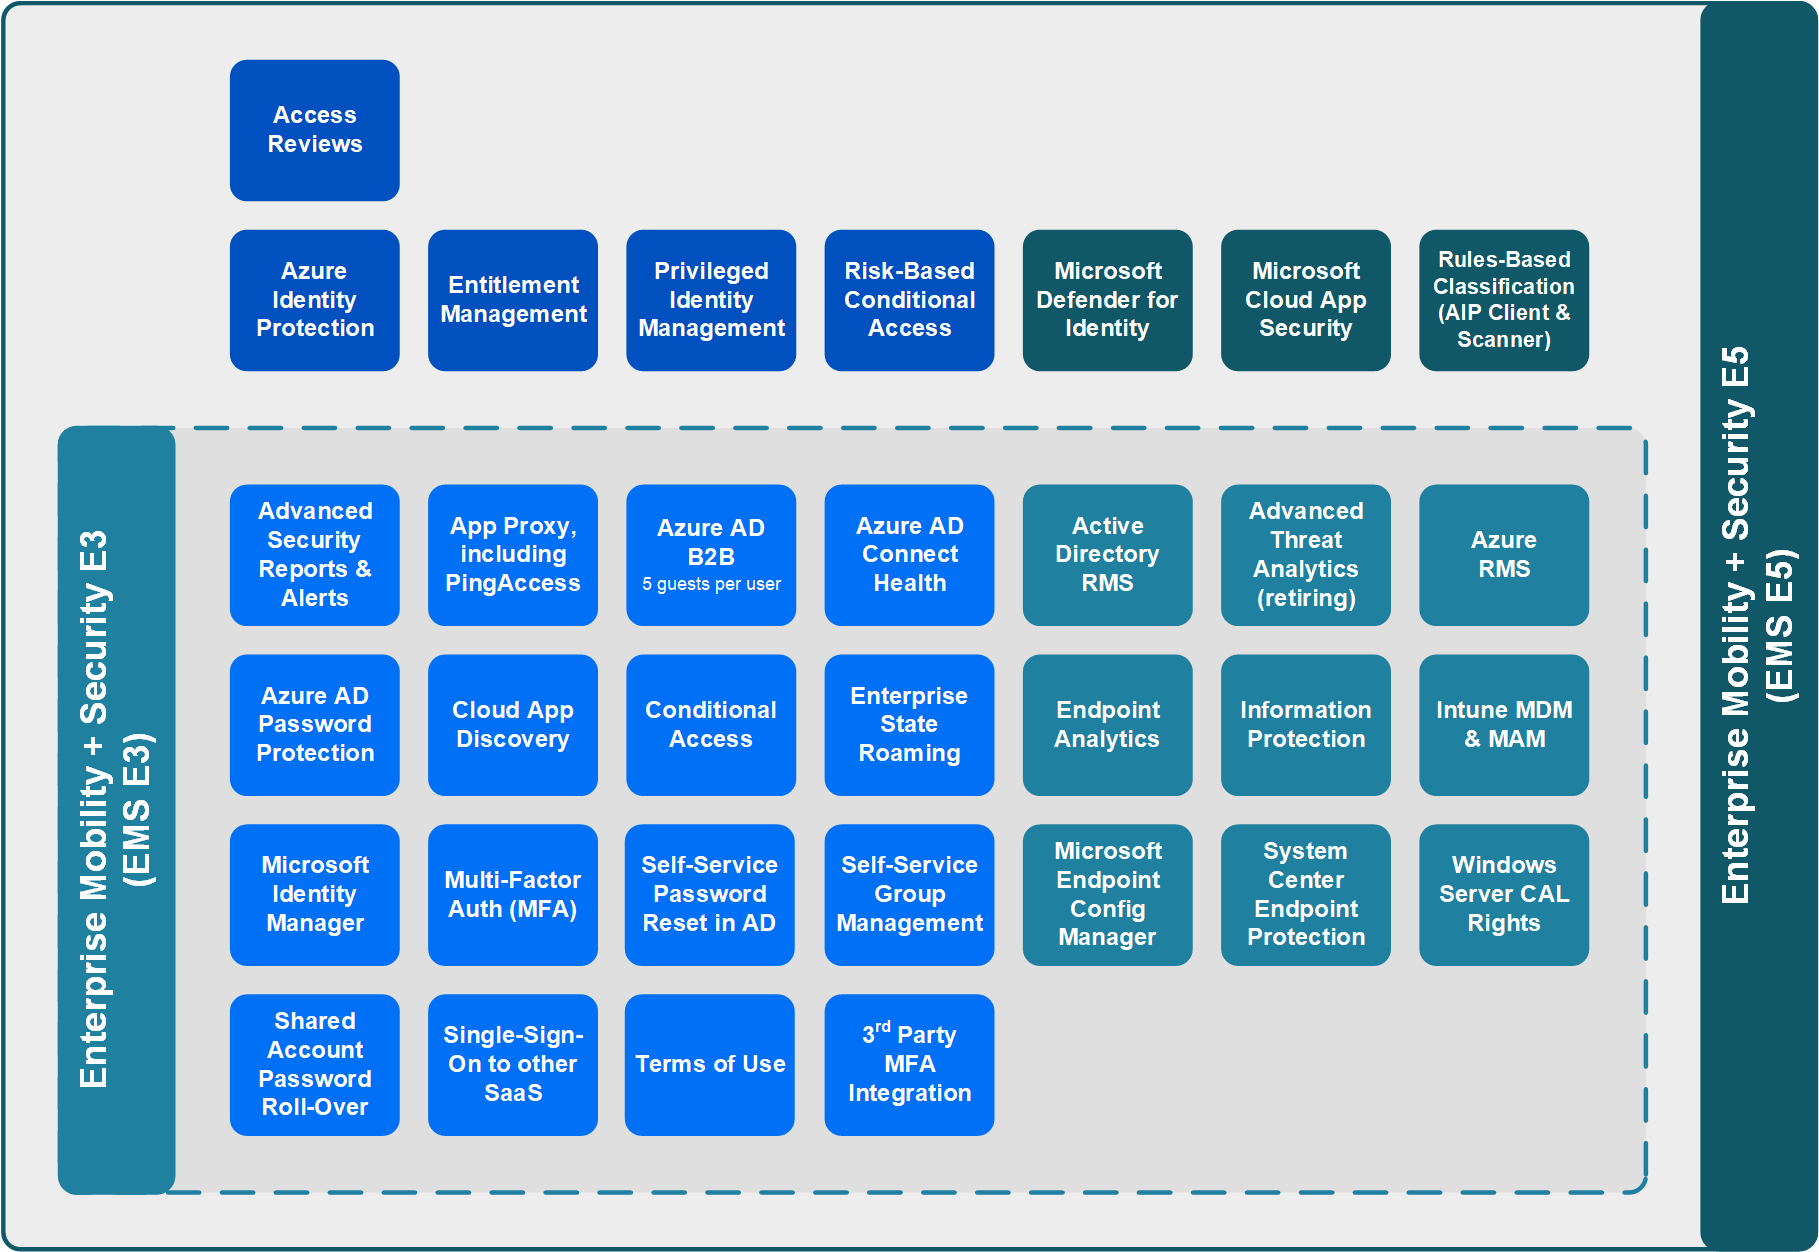 Access
Reviews
Azure
Identity
Protection
Entitlement
Management
Privileged
Identity
Management
Risk-Based
Conditional
Access
Microsoft
Defender for
Identity
Microsoft
Cloud App
Security
Rules-Based
Classification
(AIP Client &
Scanner)
Enterprise Mobility + Security E3
(EMS E3)
Advanced
Security
Reports &
Alerts
App Proxy,
including
PingAccess
Azure AD
B2B
5 guests per user
Azure AD
Connect
Health
Active
Directory
RMS
Advanced
Threat
Analytics
(retiring)
Azure
RMS
Azure AD
Password
Protection
Cloud App
Discovery
Conditional
Access
Enterprise
State
Roaming
Endpoint
Analytics
Information
Protection
Intune MDM
& MAM
Microsoft
Identity
Manager
Multi-Factor
Auth (MFA)
Self-Service
Password
Reset in AD
Self-Service
Group
Management
Microsoft
Endpoint
Config
Manager
System
Center
Endpoint
Protection
Windows
Server CAL
Rights
Shared
Account
Password
Roll-Over
Single-Sign-
On to other
SaaS
Terms of Use
3rd Party
MFA
Integration
Enterprise Mobility + Security E5
(EMS E5)